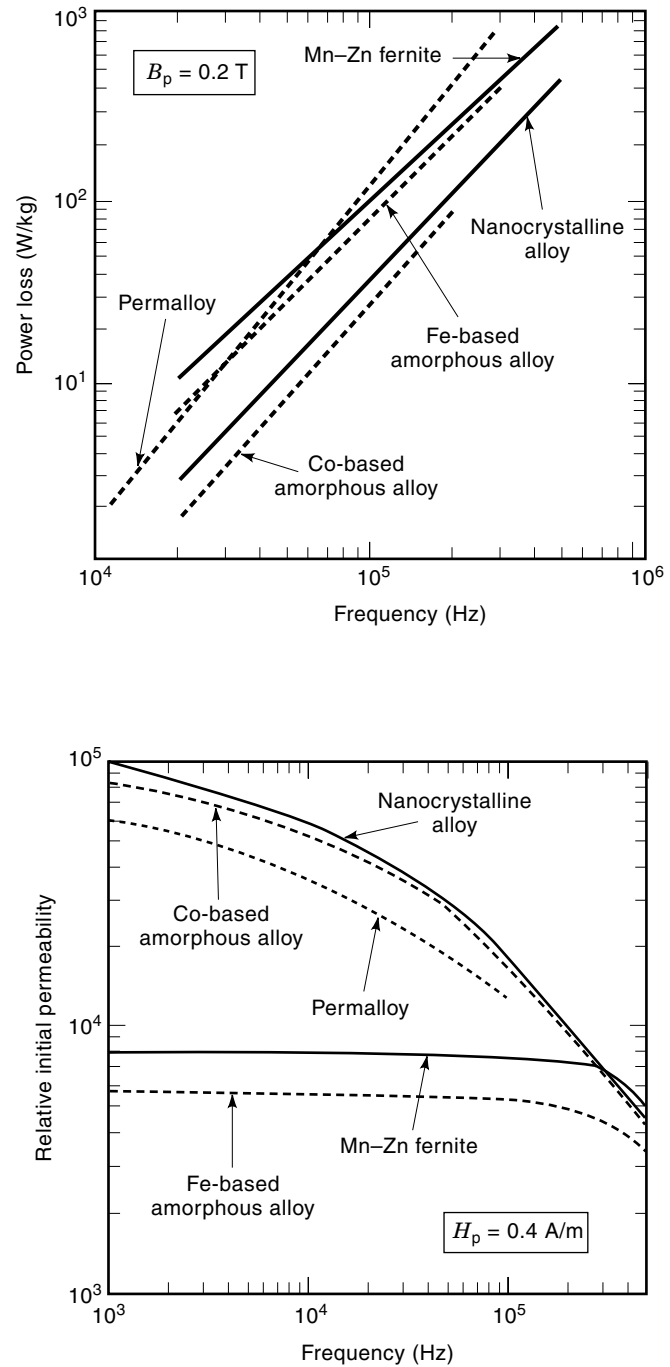 10³
Bₚ = 0.2 T
Mn–Zn fernite
10²
Nanocrystalline
alloy
Permalloy
Power loss (W/kg)
Fe-based
amorphous alloy
10¹
Co-based
amorphous alloy
10⁴
10⁵
10⁶
Frequency (Hz)
10⁵
Nanocrystalline
alloy
Co-based
amorphous alloy
Permalloy
Relative initial permeability
10⁴
Mn–Zn fernite
Fe-based
amorphous alloy
Hₚ = 0.4 A/m
10³
10³
10⁴
10⁵
Frequency (Hz)